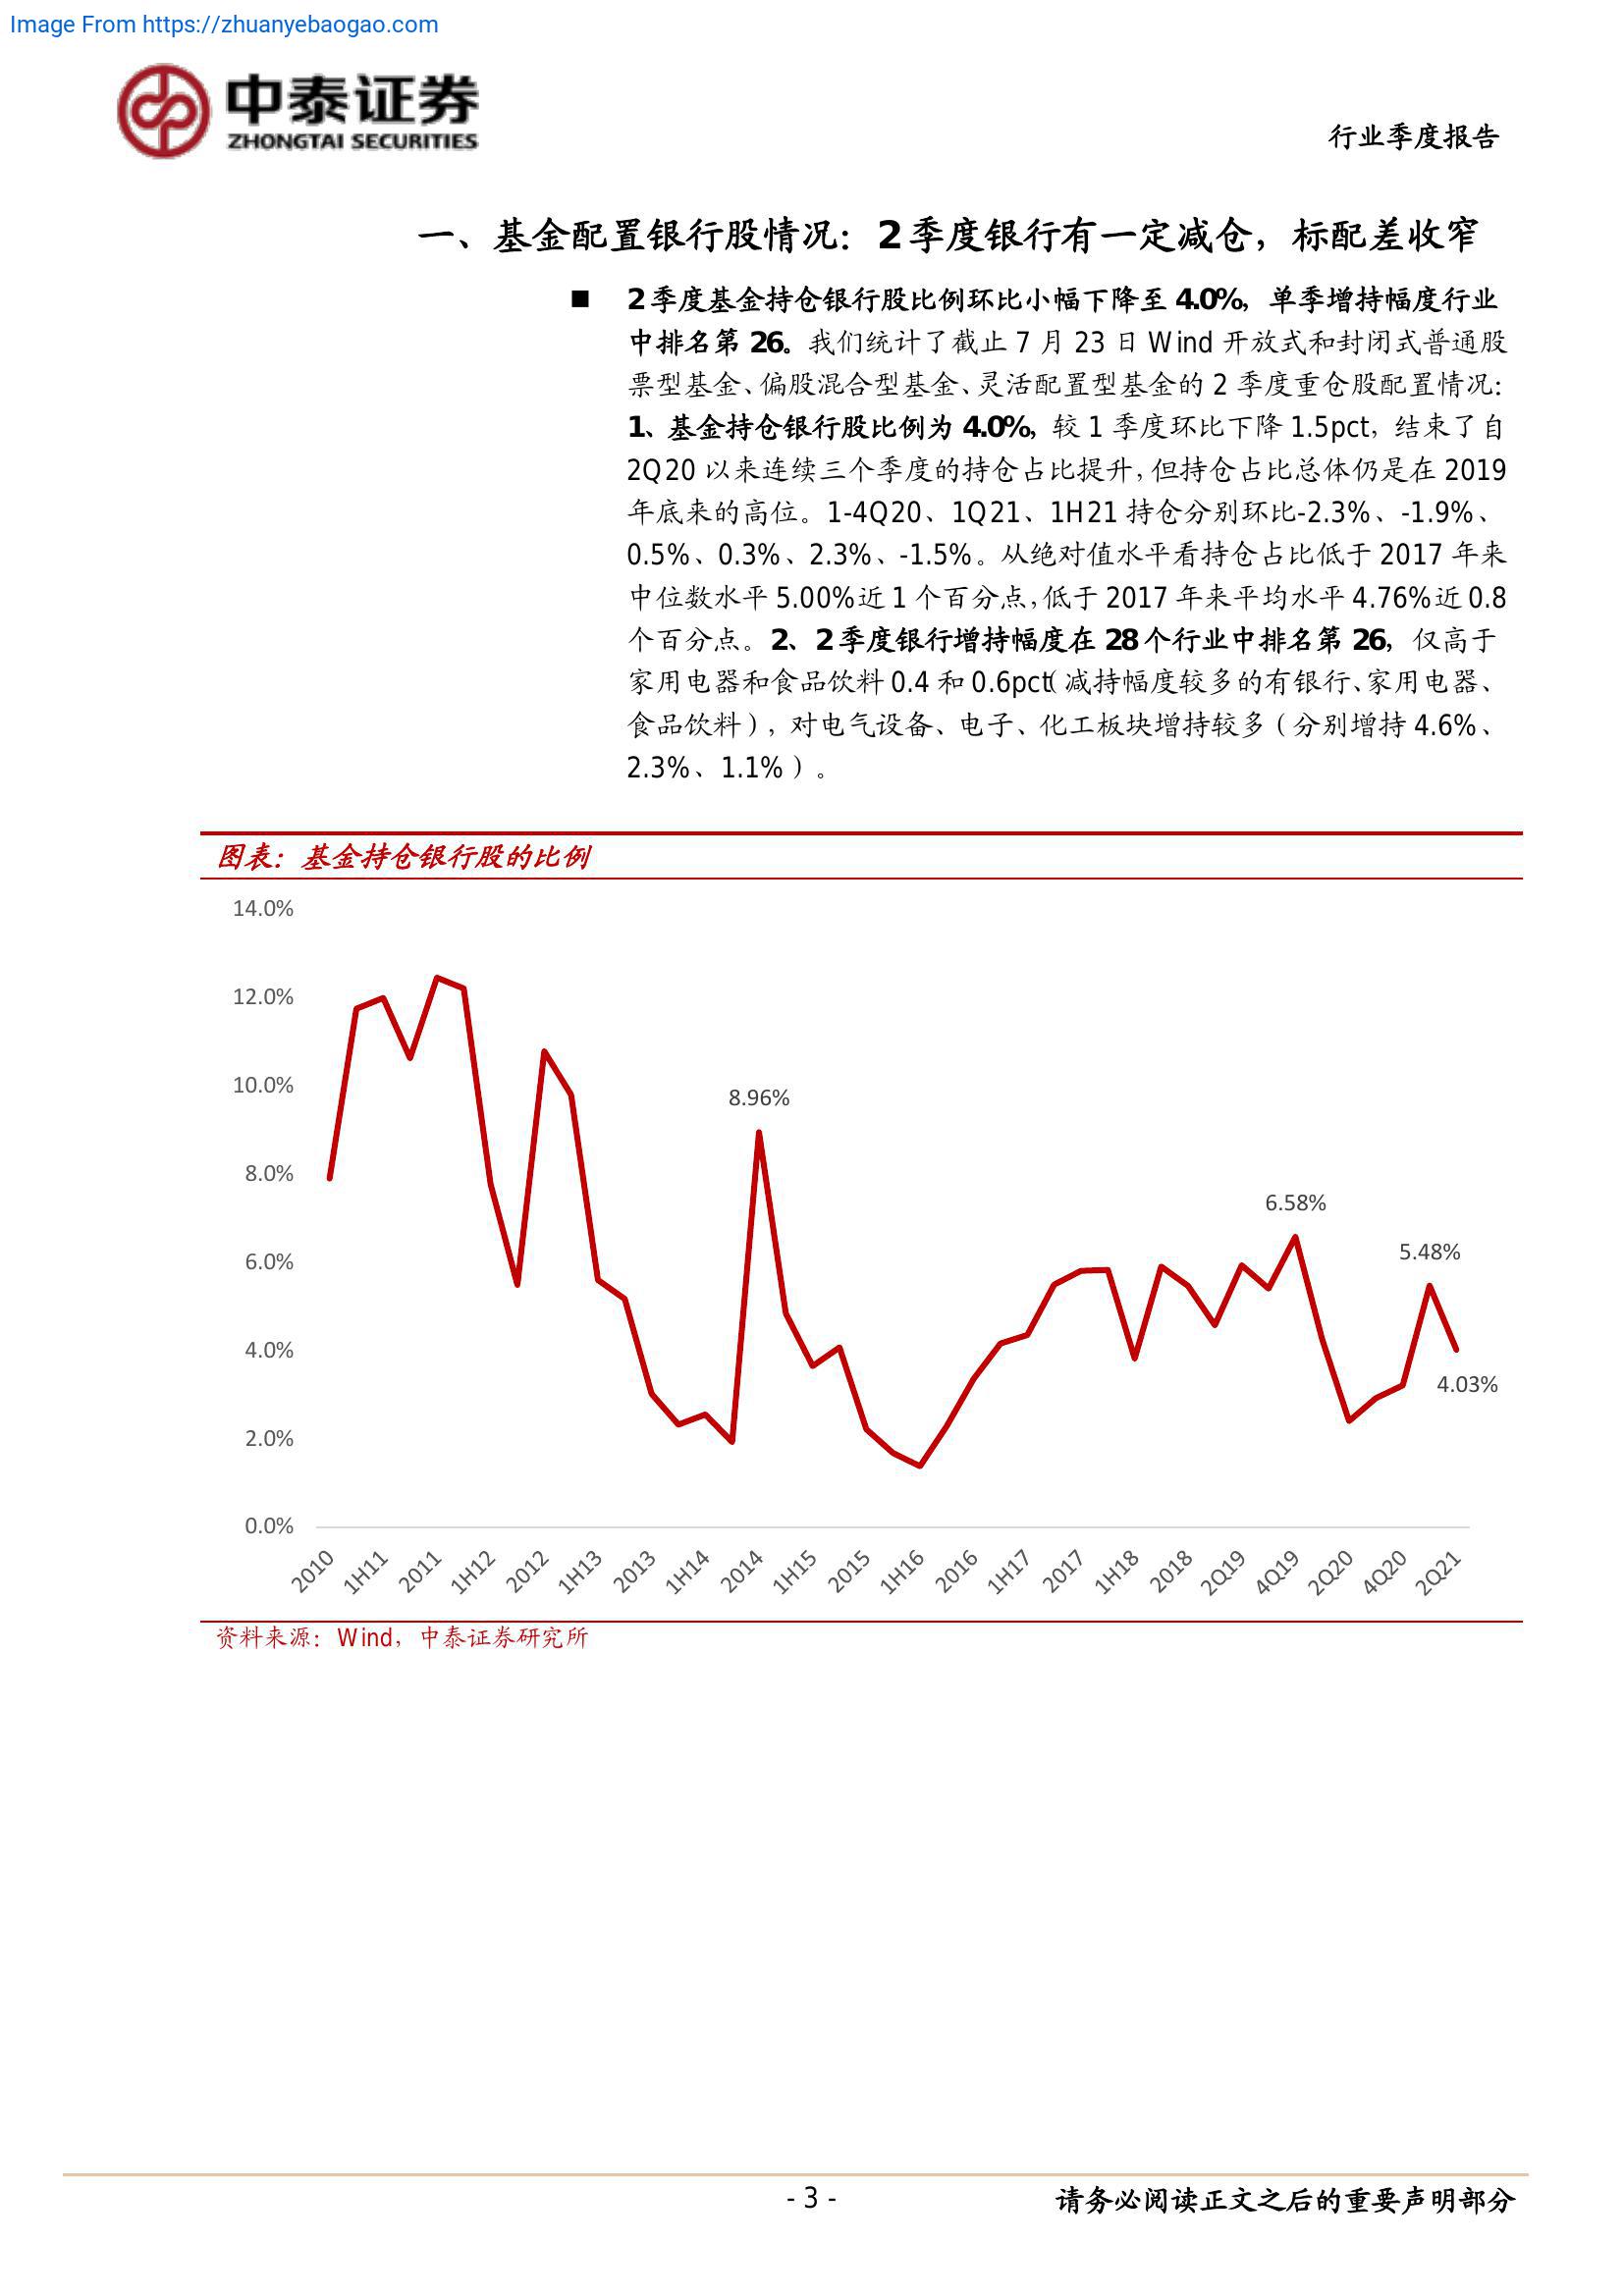 Image From https://zhuanyebaogao.com
中泰证券
ZHONGTAI SECURITIES
行业季度报告
一、基金配置银行股情况：2 季度银行有一定减仓，标配差收窄
■ 2 季度基金持仓银行股比例环比小幅下降至 4.0%，单季增持幅度行业
中排名第 26。我们统计了截止 7 月 23 日 Wind 开放式和封闭式普通股
票型基金、偏股混合型基金、灵活配置型基金的 2 季度重仓股配置情况：
1、基金持仓银行股比例为 4.0%，较 1 季度环比下降 1.5pct，结束了自
2Q20 以来连续三个季度的持仓占比提升，但持仓占比总体仍是在 2019
年底来的高位。1-4Q20、1Q21、1H21 持仓分别环比-2.3%、-1.9%、
0.5%、0.3%、2.3%、-1.5%。从绝对值水平看持仓占比低于 2017 年来
中位数水平 5.00%近 1 个百分点，低于 2017 年来平均水平 4.76%近 0.8
个百分点。2、2 季度银行增持幅度在 28 个行业中排名第 26，仅高于
家用电器和食品饮料 0.4 和 0.6pct（减持幅度较多的有银行、家用电器、
食品饮料），对电气设备、电子、化工板块增持较多（分别增持 4.6%、
2.3%、1.1%）。
图表：基金持仓银行股的比例
14.0%
12.0%
10.0%
8.0%
6.0%
4.0%
2.0%
0.0%
8.96%
6.58%
5.48%
4.03%
2010
1H11
2011
1H12
2012
1H13
2013
1H14
2014
1H15
2015
1H16
2016
1H17
2017
1H18
2018
2Q19
4Q19
2Q20
4Q20
2Q21
资料来源：Wind，中泰证券研究所
- 3 -
请务必阅读正文之后的重要声明部分